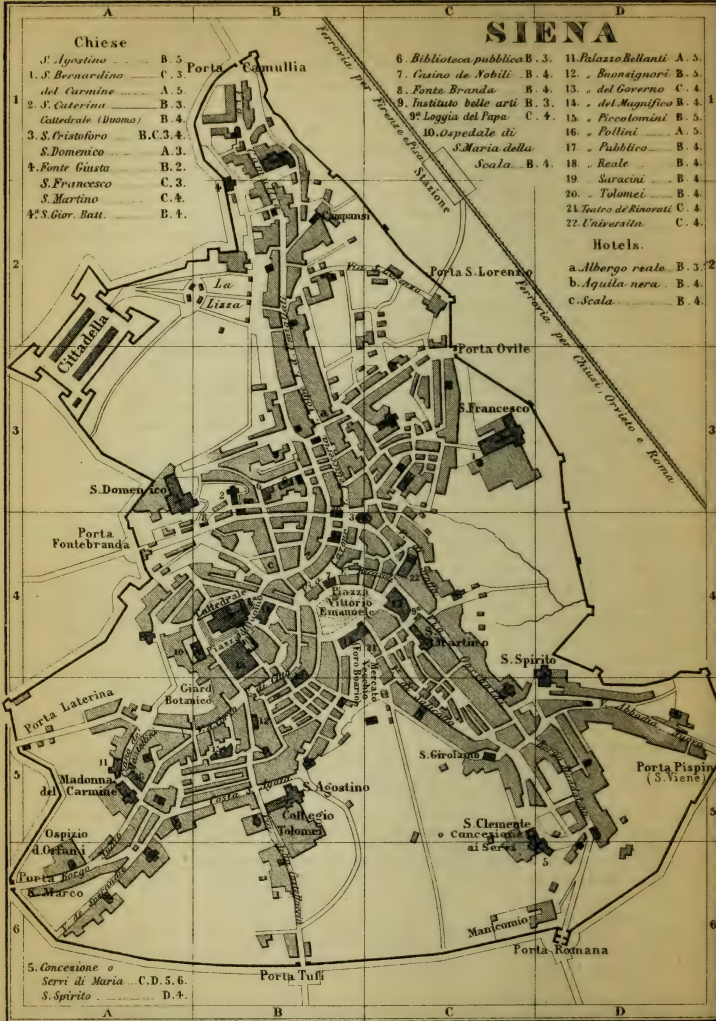 A B C D
SIENA
Chiese
S. Agostino B. 5
1. S. Bernardino C. 3.
del Carmine A. 5.
2. S. Caterina B. 3.
Cattedrale (Duomo) B. 4.
3. S. Cristoforo B.C. 3.4.
S. Domenico A. 3.
4. Fonte Giusta B. 2.
S. Francesco C. 3.
S. Martino C. 4.
4.ª S. Gior. Batt. B. 4.
6. Biblioteca pubblica B. 3.
7. Casino de Nobili B. 4.
8. Fonte Branda B. 4.
9. Instituto belle arti B. 3.
9ª Loggia del Papa C. 4.
10. Ospedale di
S. Maria della
Scala B. 4.
11. Palazzo Bellanti A. 5.
12. „ Buonsignori B. 5.
13. „ del Governo C. 4
14. „ del Magnifico B. 4.
15. „ Piccolomini B. 5.
16. „ Pollini A. 5.
17. „ Pubblico B. 4.
18. „ Reale B. 4.
19. Saracini B. 4.
20. „ Tolomei B. 4
21. Teatro de' Rinovati C. 4
22. Universita C. 4.
Hotels.
a. Albergo reale B. 3.
b. Aquila nera B. 4.
c. Scala B. 4.
1
Porta Camullia
Ferrovia per Firenze e Pisa
Stazione
Campansi
2
La
Lizza
Porta S. Lorenzo
Ferrovia per Chiusi, Orvieto e Roma
Cittadella
Porta Ovile
3
S. Francesco
S. Domenico
Porta
Fontebranda
4
Cattedrale
Piazza
Vittorio
Emanuele
Piazza
S. Martino
Mercato
Vecchio
Foro Boario
S. Spirito
Giard
Botanico
Porta Laterina
5
Madonna
del Carmine
S. Agostino
Collegio
Tolomei
S. Girolamo
Porta Pispini
(S. Viene)
S. Clemente
o Concezione
ai Servi
5
Ospizio
d. Orfani
Porta
S. Marco
6
Manicomio
Porta Romana
Porta Tufi
5. Concezione o
Servi di Maria C.D. 5.6.
S. Spirito D. 4.
A B C D